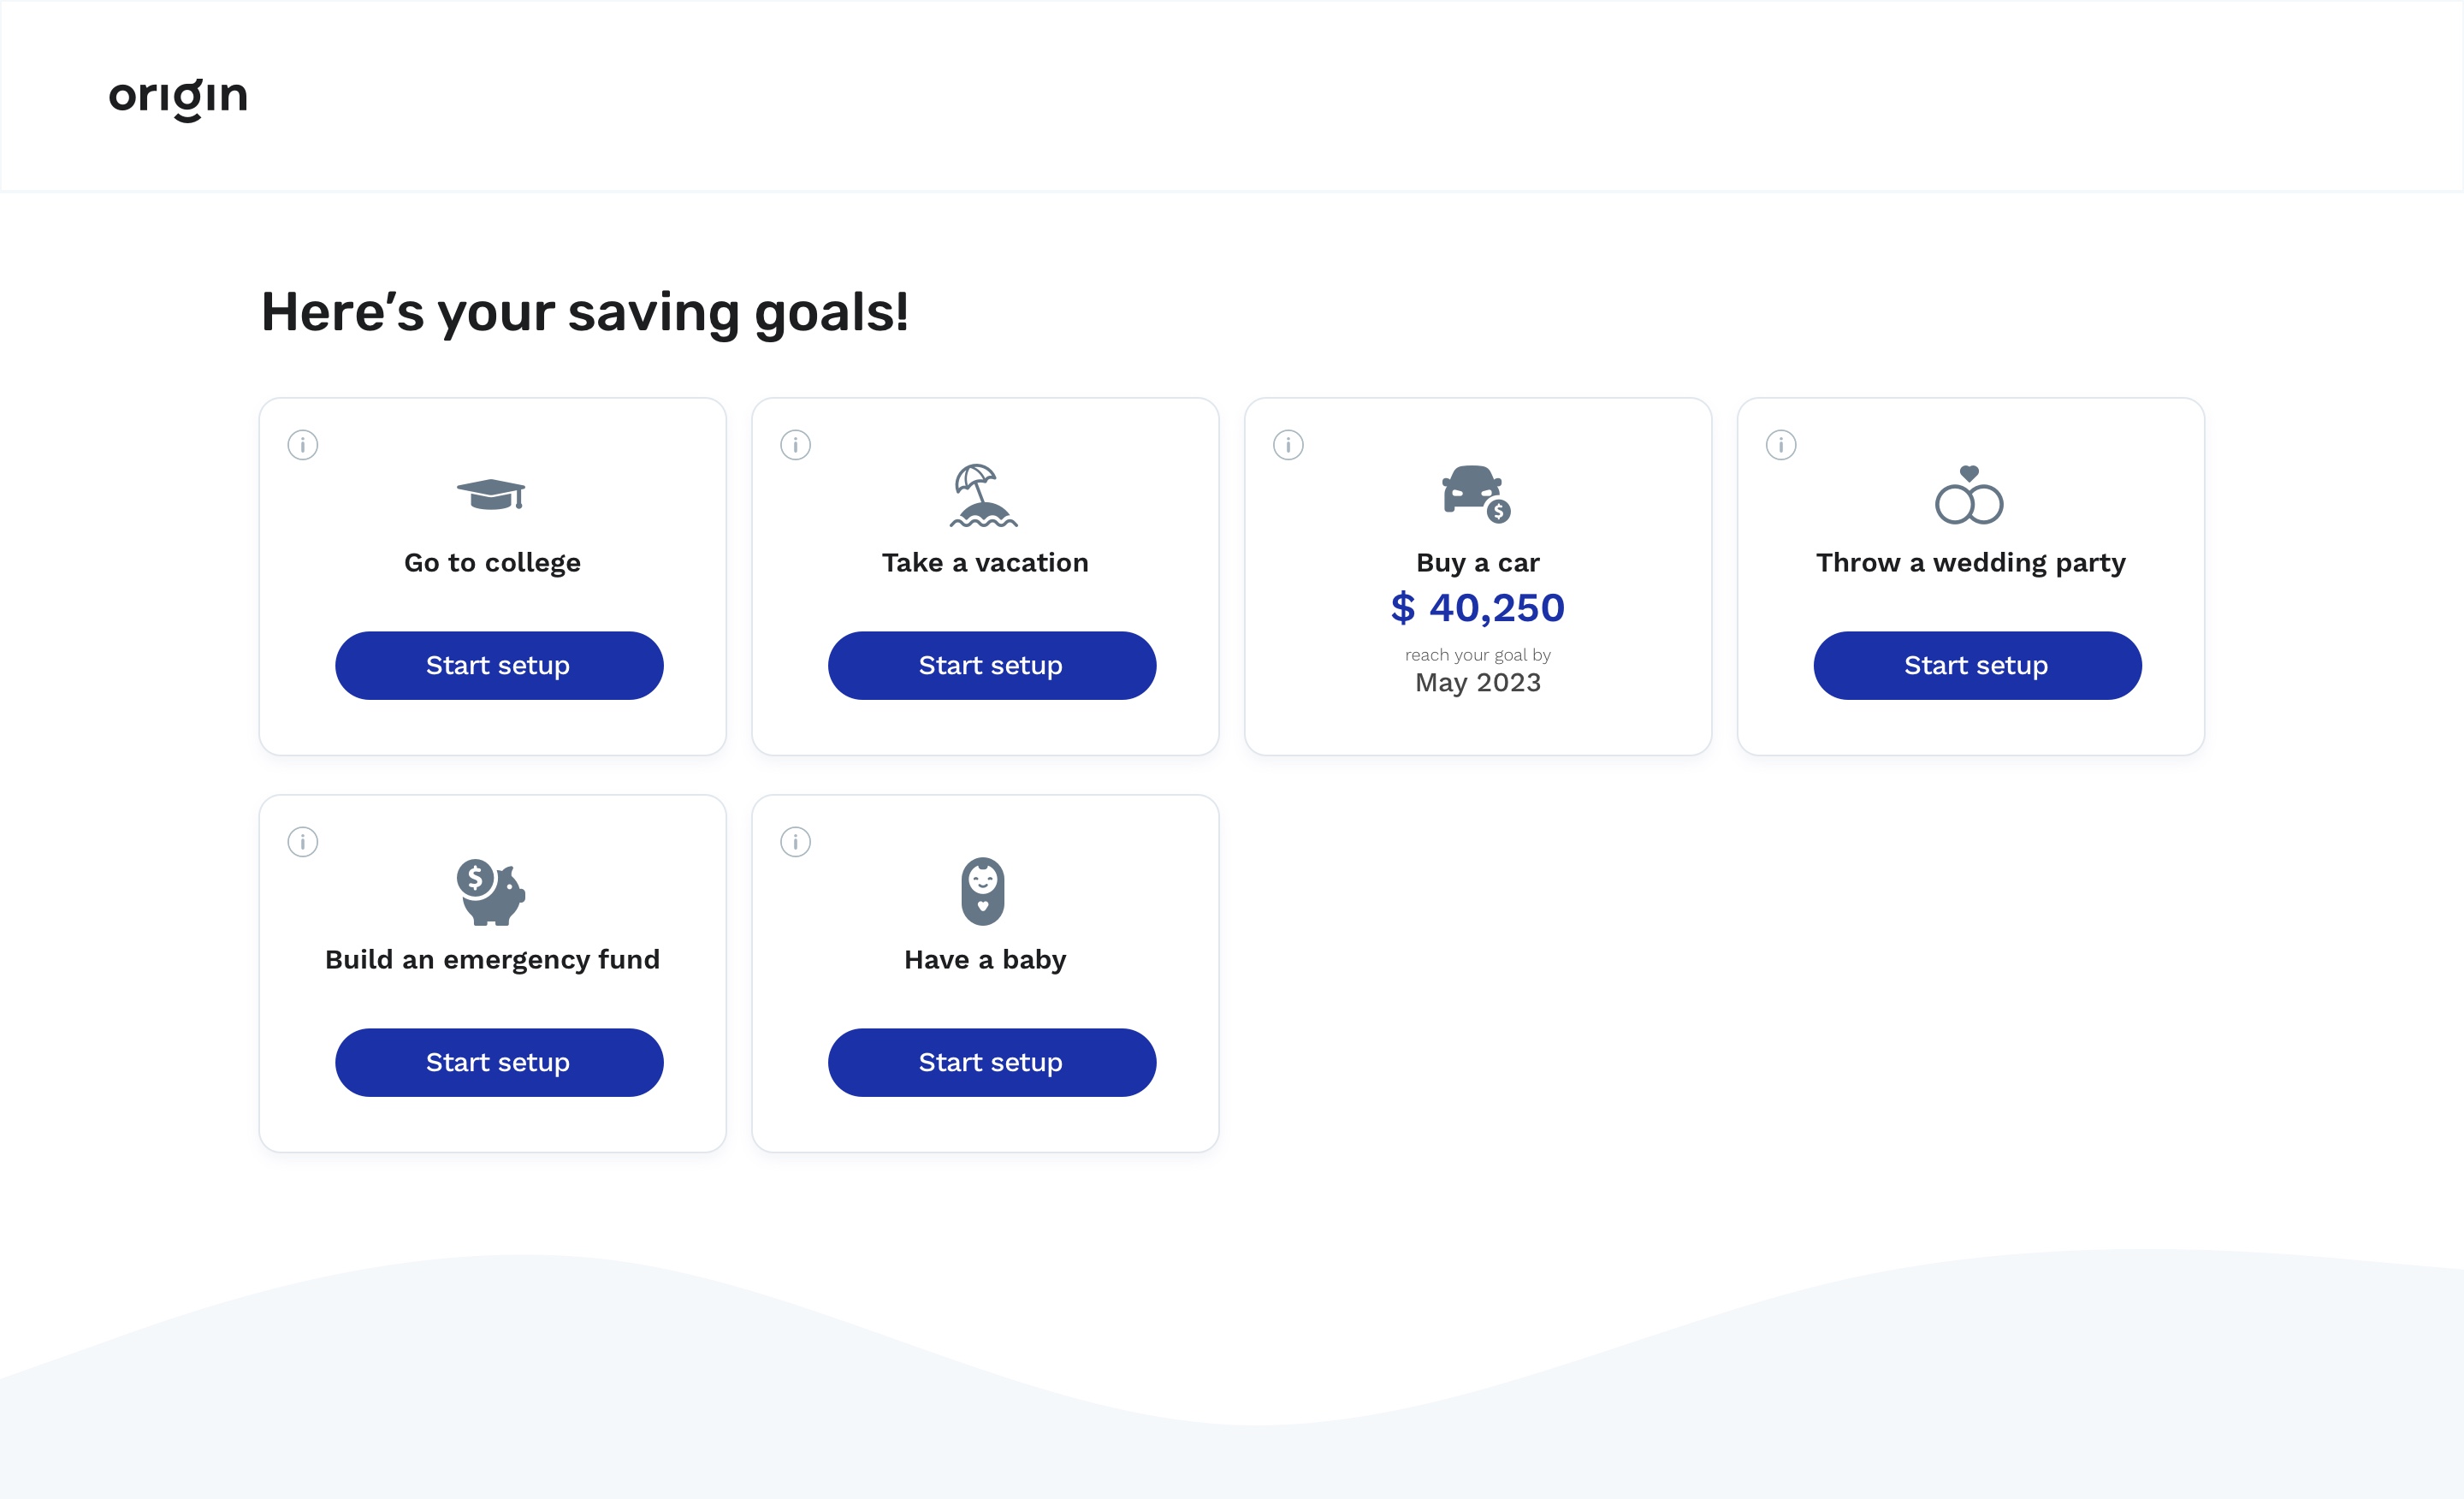 origin
Here's your saving goals!
Go to college
Start setup
Take a vacation
Start setup
Buy a car
$ 40,250
reach your goal by
May 2023
Throw a wedding party
Start setup
Build an emergency fund
Start setup
Have a baby
Start setup